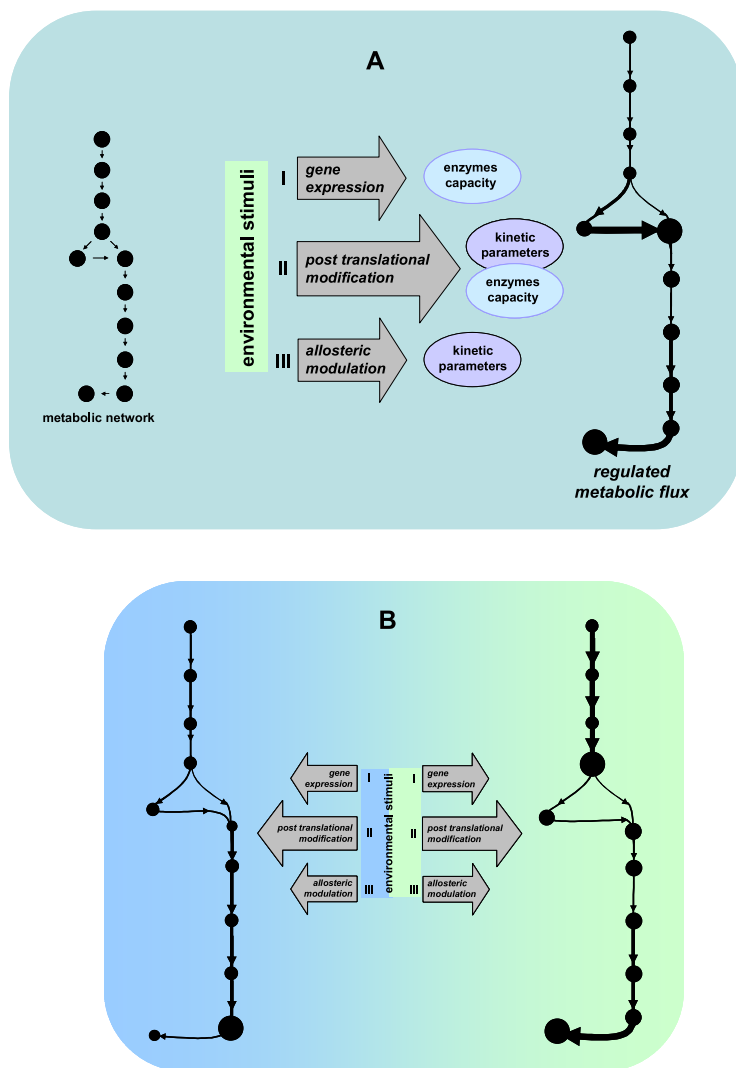 A
environmental stimuli
I
gene
expression
enzymes
capacity
II
post translational
modification
kinetic
parameters
enzymes
capacity
III
allosteric
modulation
kinetic
parameters
metabolic network
regulated
metabolic flux
B
gene
expression
I
environmental stimuli
I
gene
expression
post translational
modification
II
II
post translational
modification
allosteric
modulation
III
III
allosteric
modulation